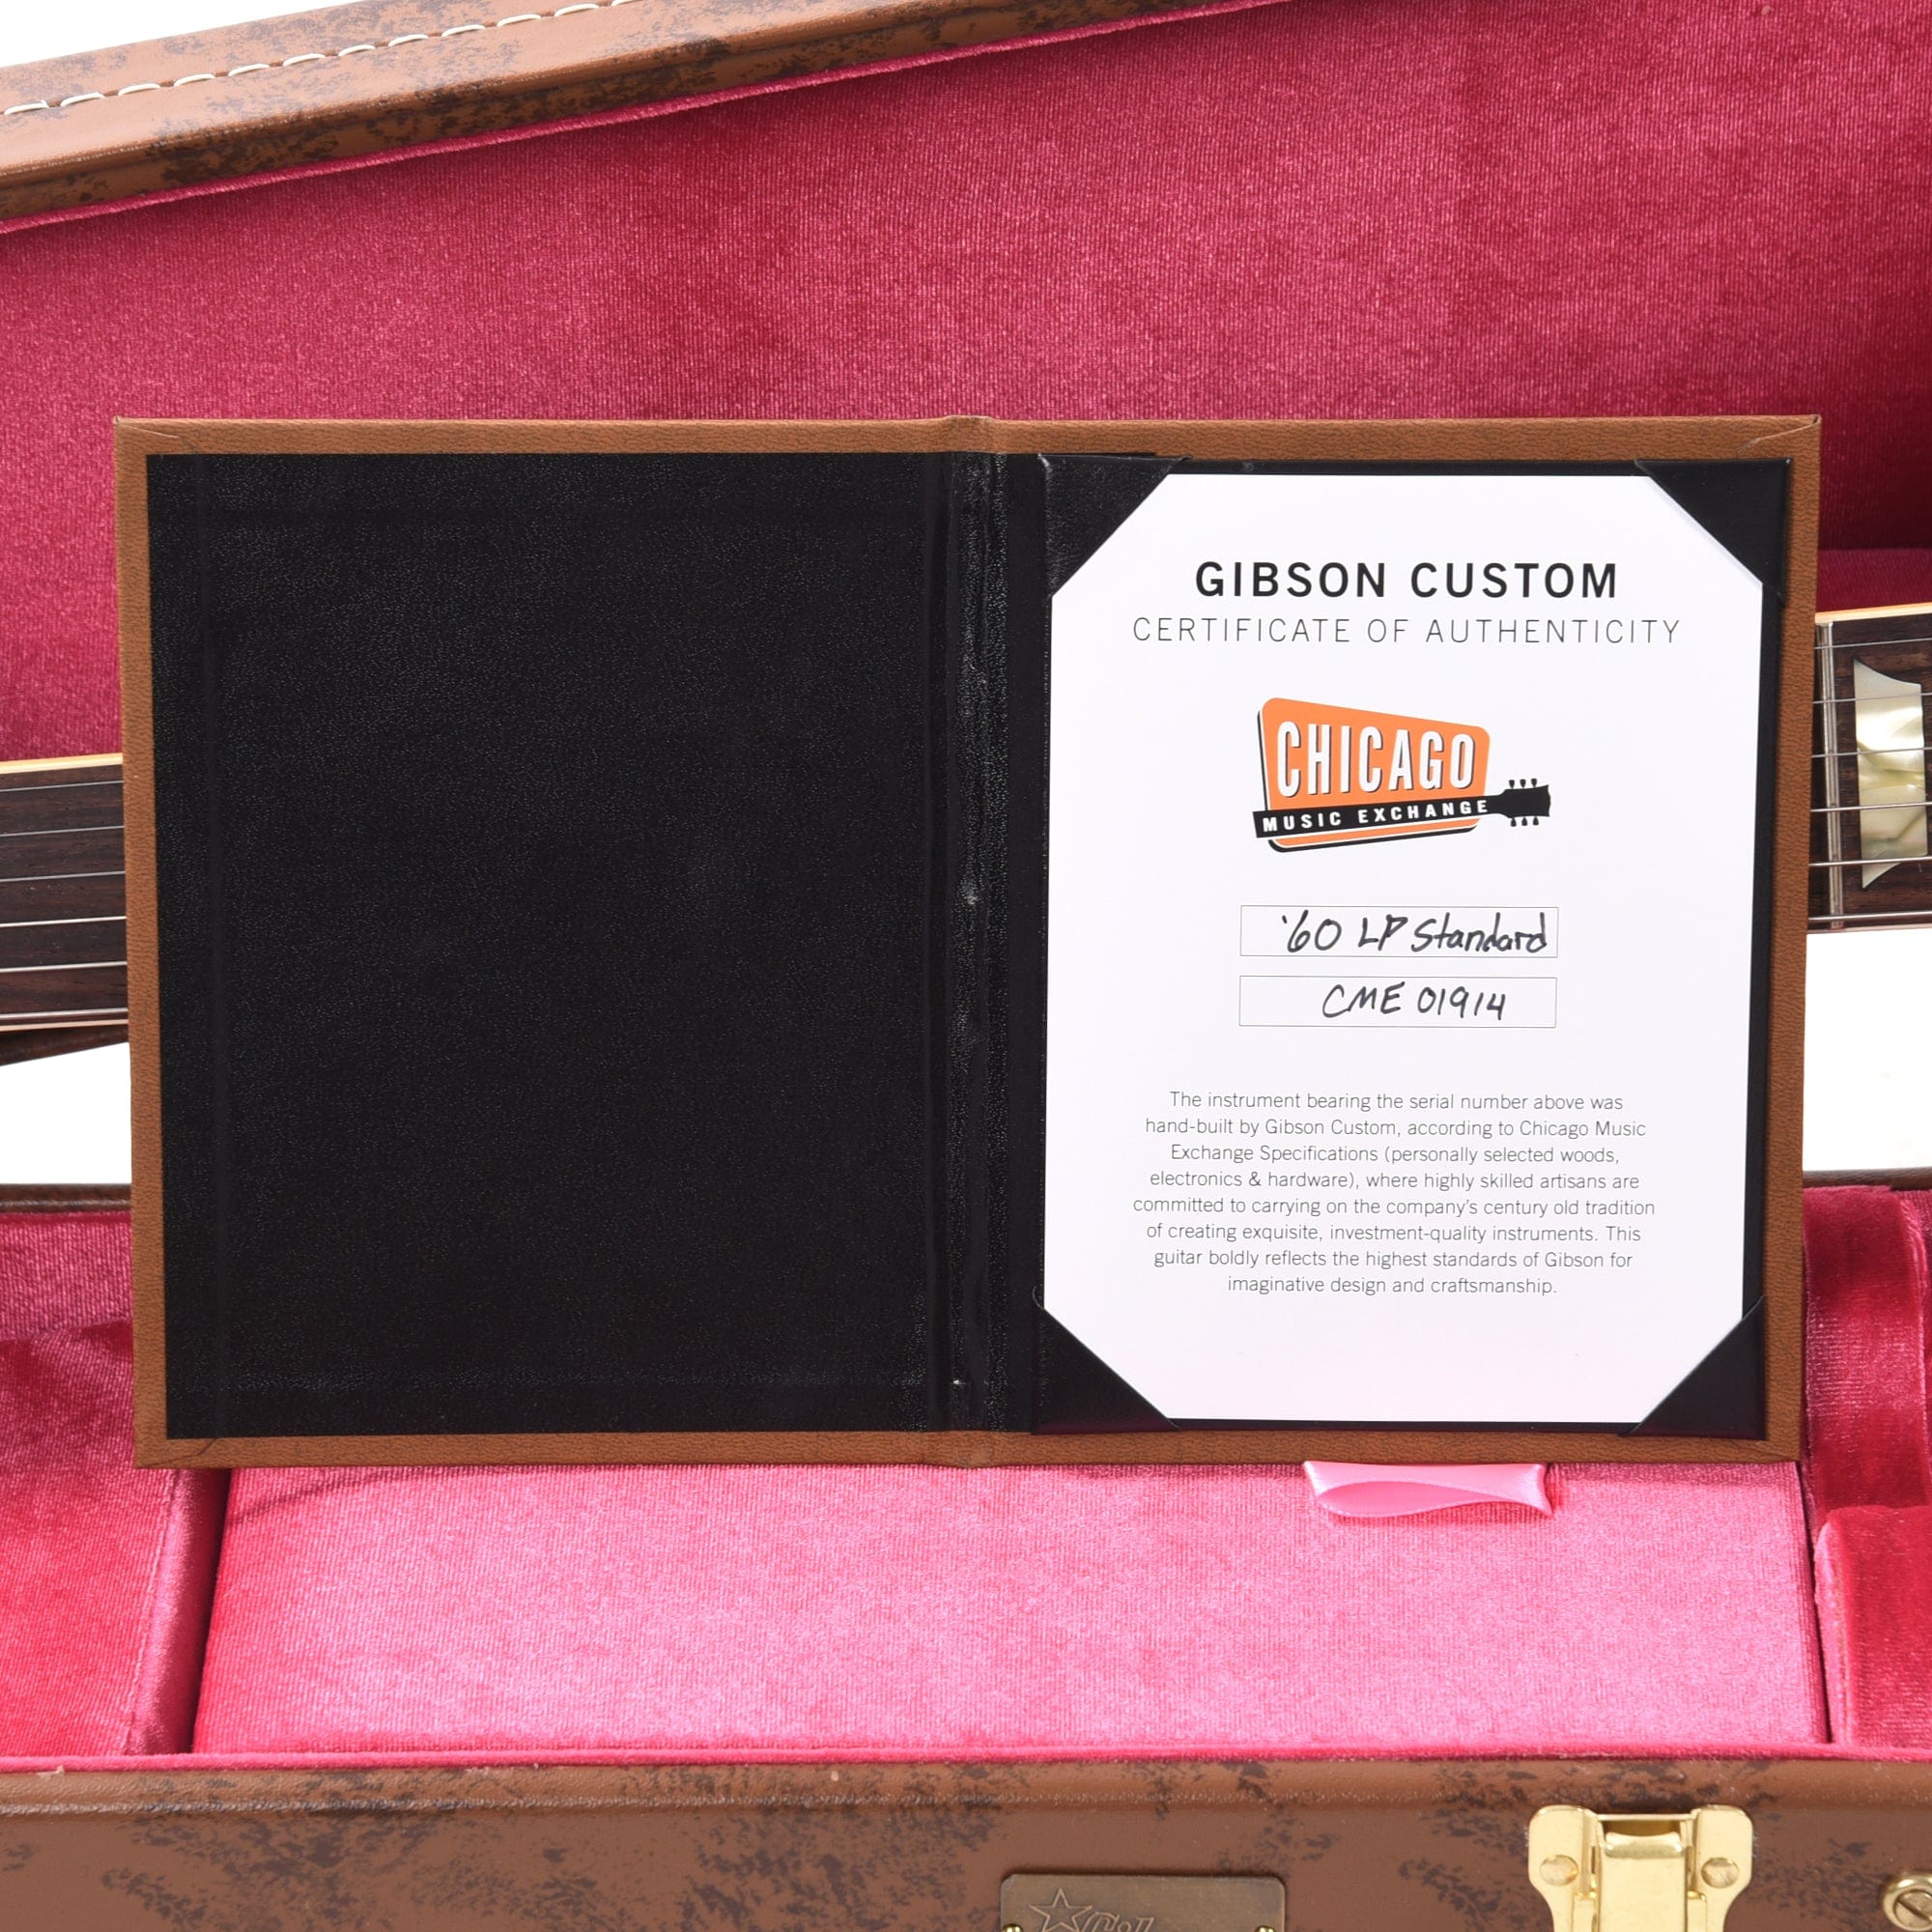 GIBSON CUSTOM
CERTIFICATE OF AUTHENTICITY
CHICAGO
MUSIC EXCHANGE
'60 LP Standard
CME 01914
The instrument bearing the serial number above was
hand-built by Gibson Custom, according to Chicago Music
Exchange Specifications (personally selected woods,
electronics & hardware), where highly skilled artisans are
committed to carrying on the company's century old tradition
of creating exquisite, investment-quality instruments. This
guitar boldly reflects the highest standards of Gibson for
imaginative design and craftsmanship.